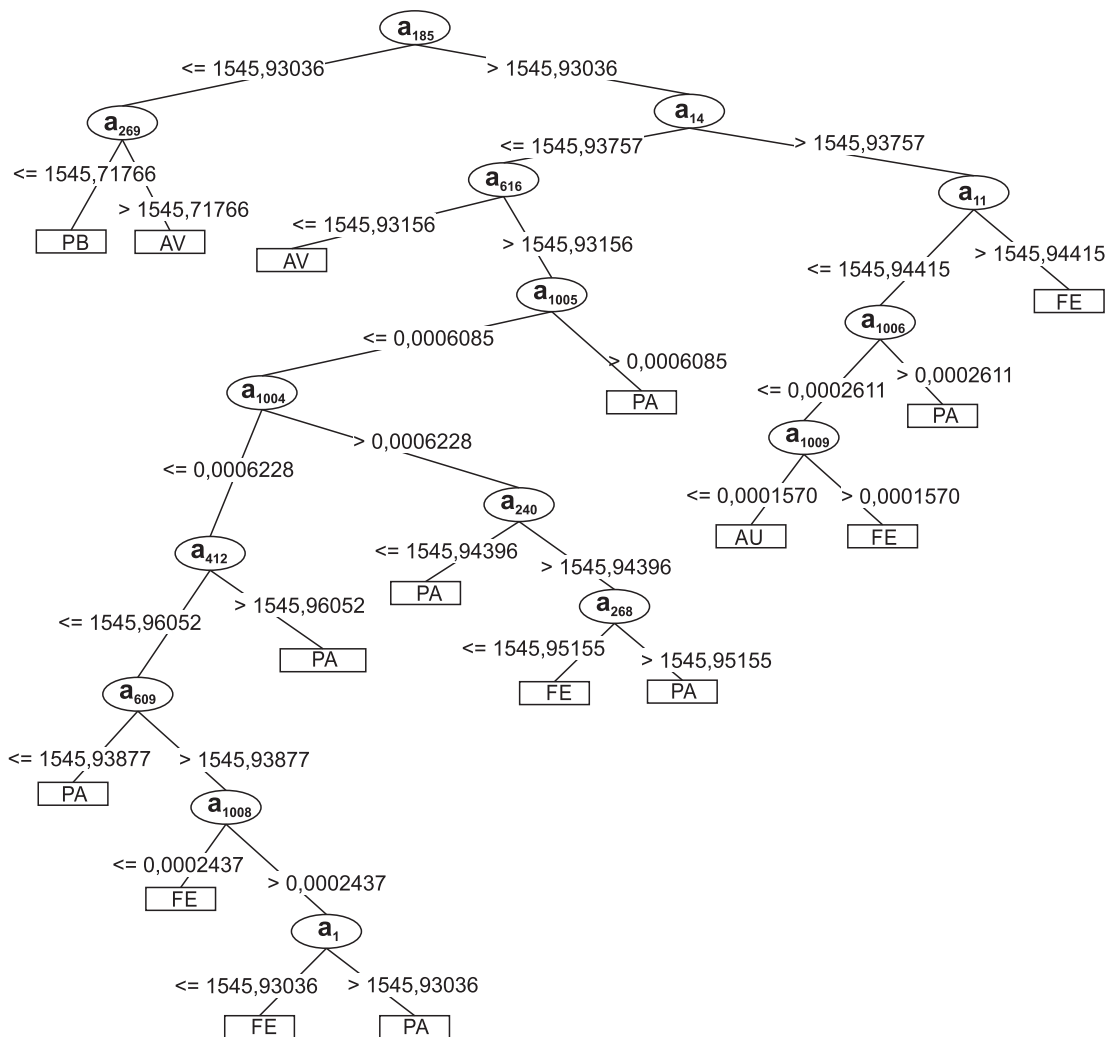 a185
<= 1545,93036
> 1545,93036
a269
a14
<= 1545,71766
> 1545,71766
PB
AV
<= 1545,93757
> 1545,93757
a616
a11
<= 1545,93156
> 1545,93156
AV
<= 1545,94415
> 1545,94415
FE
a1005
a1006
<= 0,0006085
> 0,0006085
PA
<= 0,0002611
> 0,0002611
PA
a1004
a1009
<= 0,0006228
> 0,0006228
<= 0,0001570
> 0,0001570
AU
FE
a240
a412
<= 1545,94396
> 1545,94396
PA
a268
<= 1545,96052
> 1545,96052
PA
<= 1545,95155
> 1545,95155
FE
PA
a609
<= 1545,93877
> 1545,93877
PA
a1008
<= 0,0002437
> 0,0002437
FE
a1
<= 1545,93036
> 1545,93036
FE
PA